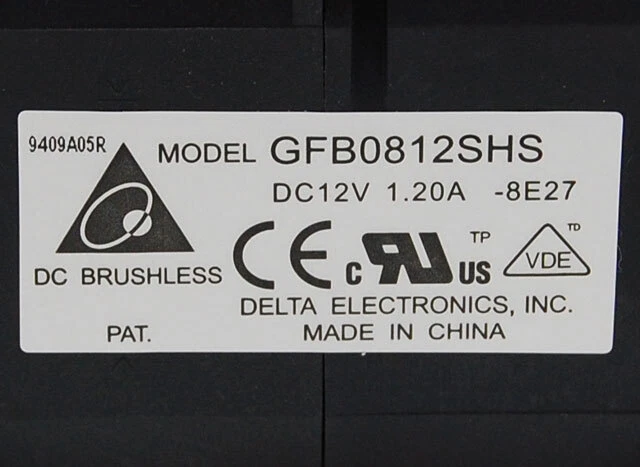 9409A05R
MODEL GFB0812SHS
DC12V 1.20A -8E27
DC BRUSHLESS
CE c RU US TP
VDE TD
DELTA ELECTRONICS, INC.
PAT.
MADE IN CHINA